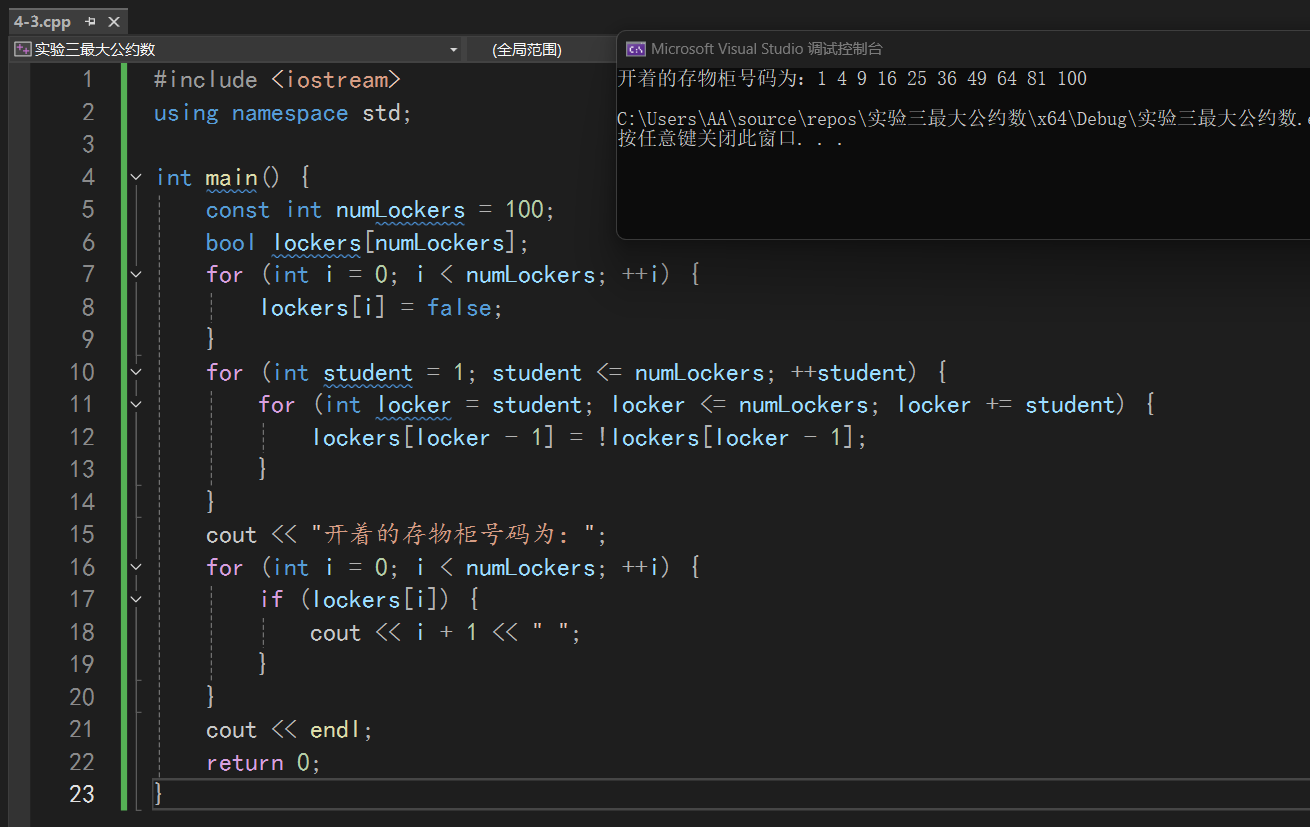 4-3.cpp
实验三最大公约数 (全局范围)
Microsoft Visual Studio 调试控制台
开着的存物柜号码为: 1 4 9 16 25 36 49 64 81 100
C:\Users\AA\source\repos\实验三最大公约数\x64\Debug\实验三最大公约数.e
按任意键关闭此窗口. . .
1 #include <iostream>
2 using namespace std;
3
4 int main() {
5 const int numLockers = 100;
6 bool lockers[numLockers];
7 for (int i = 0; i < numLockers; ++i) {
8 lockers[i] = false;
9 }
10 for (int student = 1; student <= numLockers; ++student) {
11 for (int locker = student; locker <= numLockers; locker += student) {
12 lockers[locker - 1] = !lockers[locker - 1];
13 }
14 }
15 cout << "开着的存物柜号码为: ";
16 for (int i = 0; i < numLockers; ++i) {
17 if (lockers[i]) {
18 cout << i + 1 << " ";
19 }
20 }
21 cout << endl;
22 return 0;
23 }